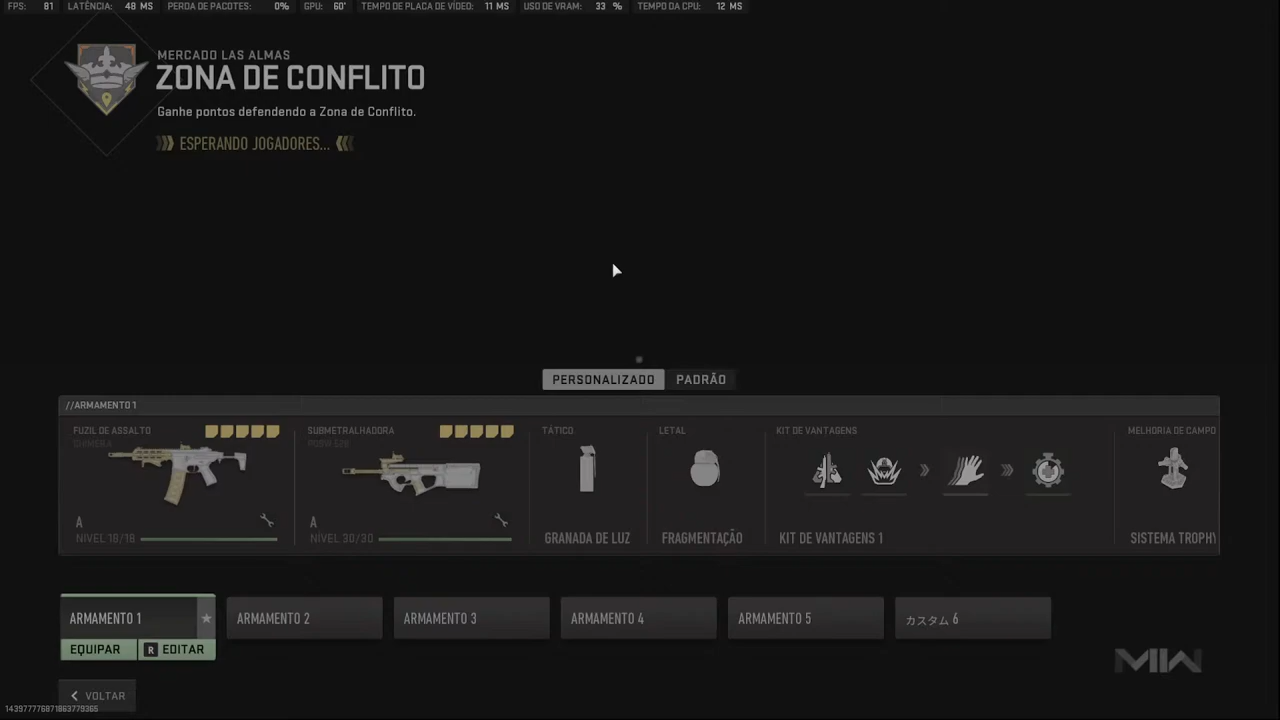 FPS: 81 LATÊNCIA: 48 MS PERDA DE PACOTES: 0% GPU: 60° TEMPO DE PLACA DE VÍDEO: 11 MS USO DE VRAM: 33 % TEMPO DA CPU: 12 MS
MERCADO LAS ALMAS
ZONA DE CONFLITO
Ganhe pontos defendendo a Zona de Conflito.
ESPERANDO JOGADORES...
PERSONALIZADO PADRÃO
//ARMAMENTO 1
FUZIL DE ASSALTO SUBMETRALHADORA TÁTICO LETAL KIT DE VANTAGENS MELHORIA DE CAMPO
CHIMERA PDSW 528
A A
NÍVEL 16/16 NÍVEL 30/30 GRANADA DE LUZ FRAGMENTAÇÃO KIT DE VANTAGENS 1 SISTEMA TROPHY
ARMAMENTO 1 ARMAMENTO 2 ARMAMENTO 3 ARMAMENTO 4 ARMAMENTO 5 カスタム 6
EQUIPAR R EDITAR
MW
VOLTAR
143977776871863779365